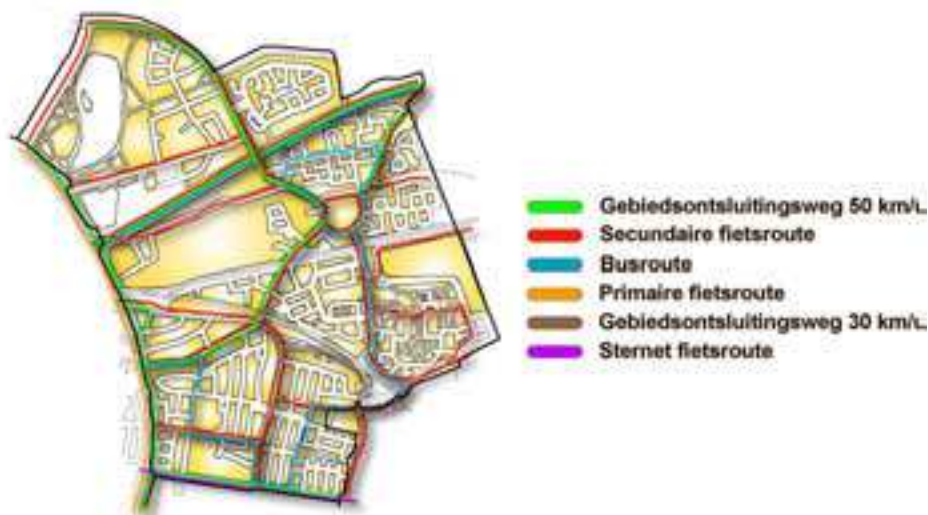 Gebiedsontsluitingsweg 50 km/u
Secundaire fietsroute
Busroute
Primaire fietsroute
Gebiedsontsluitingsweg 30 km/u
Sternet fietsroute